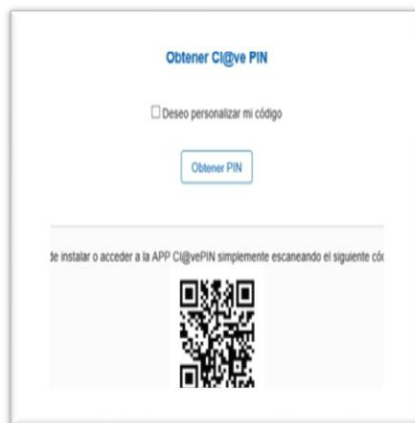 Obtener Cl@ve PIN
Deseo personalizar mi código
Obtener PIN
de instalar o acceder a la APP Cl@vePIN simplemente escaneando el siguiente cód